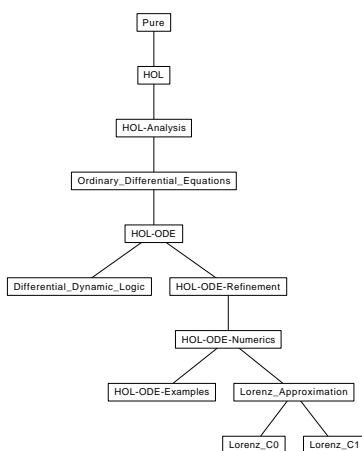 Pure
HOL
HOL-Analysis
Ordinary_Differential_Equations
HOL-ODE
Differential_Dynamic_Logic
HOL-ODE-Refinement
HOL-ODE-Numerics
HOL-ODE-Examples
Lorenz_Approximation
Lorenz_C0
Lorenz_C1